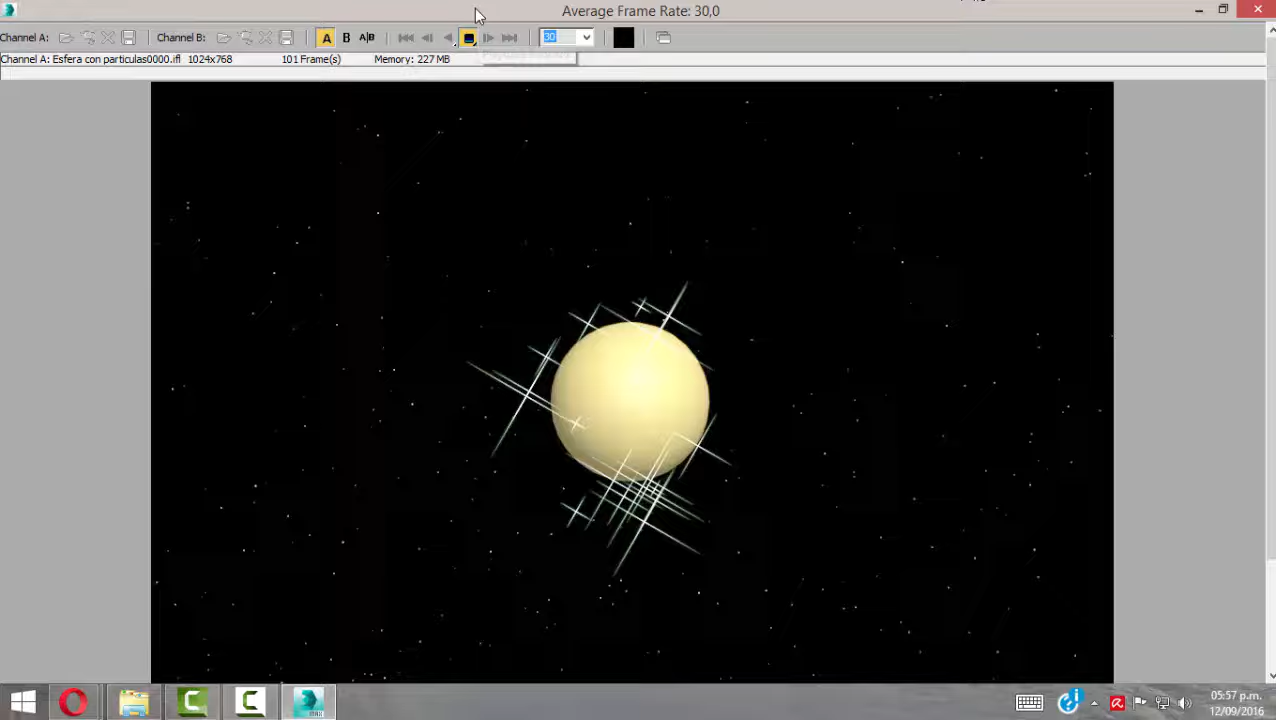 Average Frame Rate: 30,0
Channel A:
Channel B:
A
B
A|B
30
Channel A: Esfera con particulas0000.ifl 1024x768 101 Frame(s) Memory: 227 MB
MAX
05:57 p.m.
12/09/2016